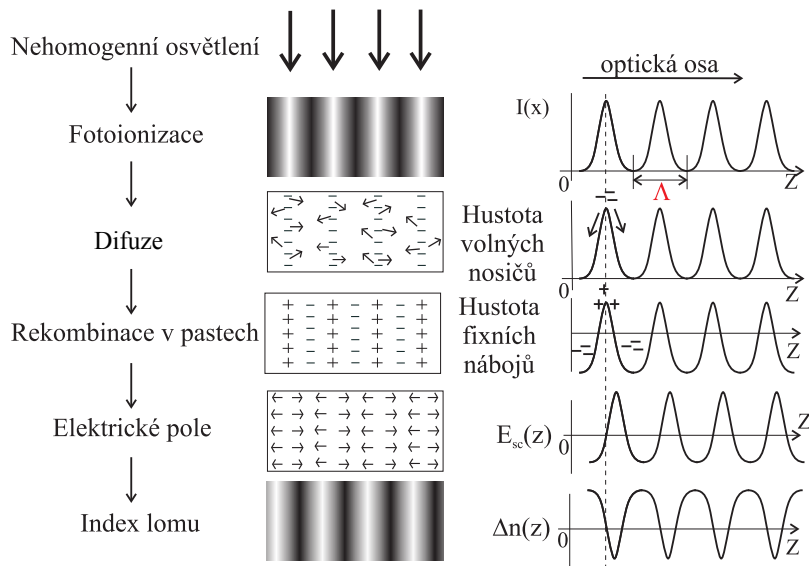 Nehomogenní osvětlení
Fotoionizace
Difuze
Rekombinace v pastech
Elektrické pole
Index lomu
optická osa
I(x)
0
Z
Λ
Hustota
volných
nosičů
0
Z
Hustota
fixních
nábojů
Z
E_sc(z)
0
Z
Δn(z)
0
Z